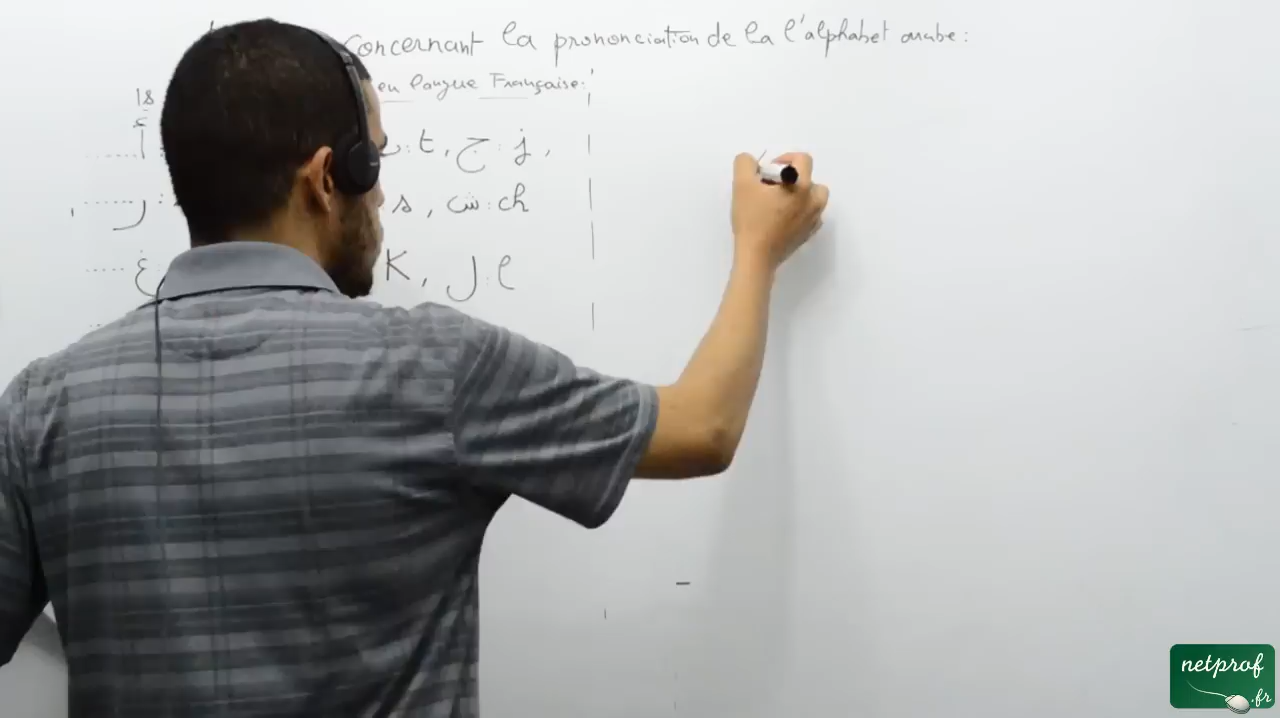 concernant la prononciation de la l'alphabet arabe :
en langue Française :
18
أ : t , ج : j ,
ر : s , ش : ch
غ K , ل : l
netprof
.fr